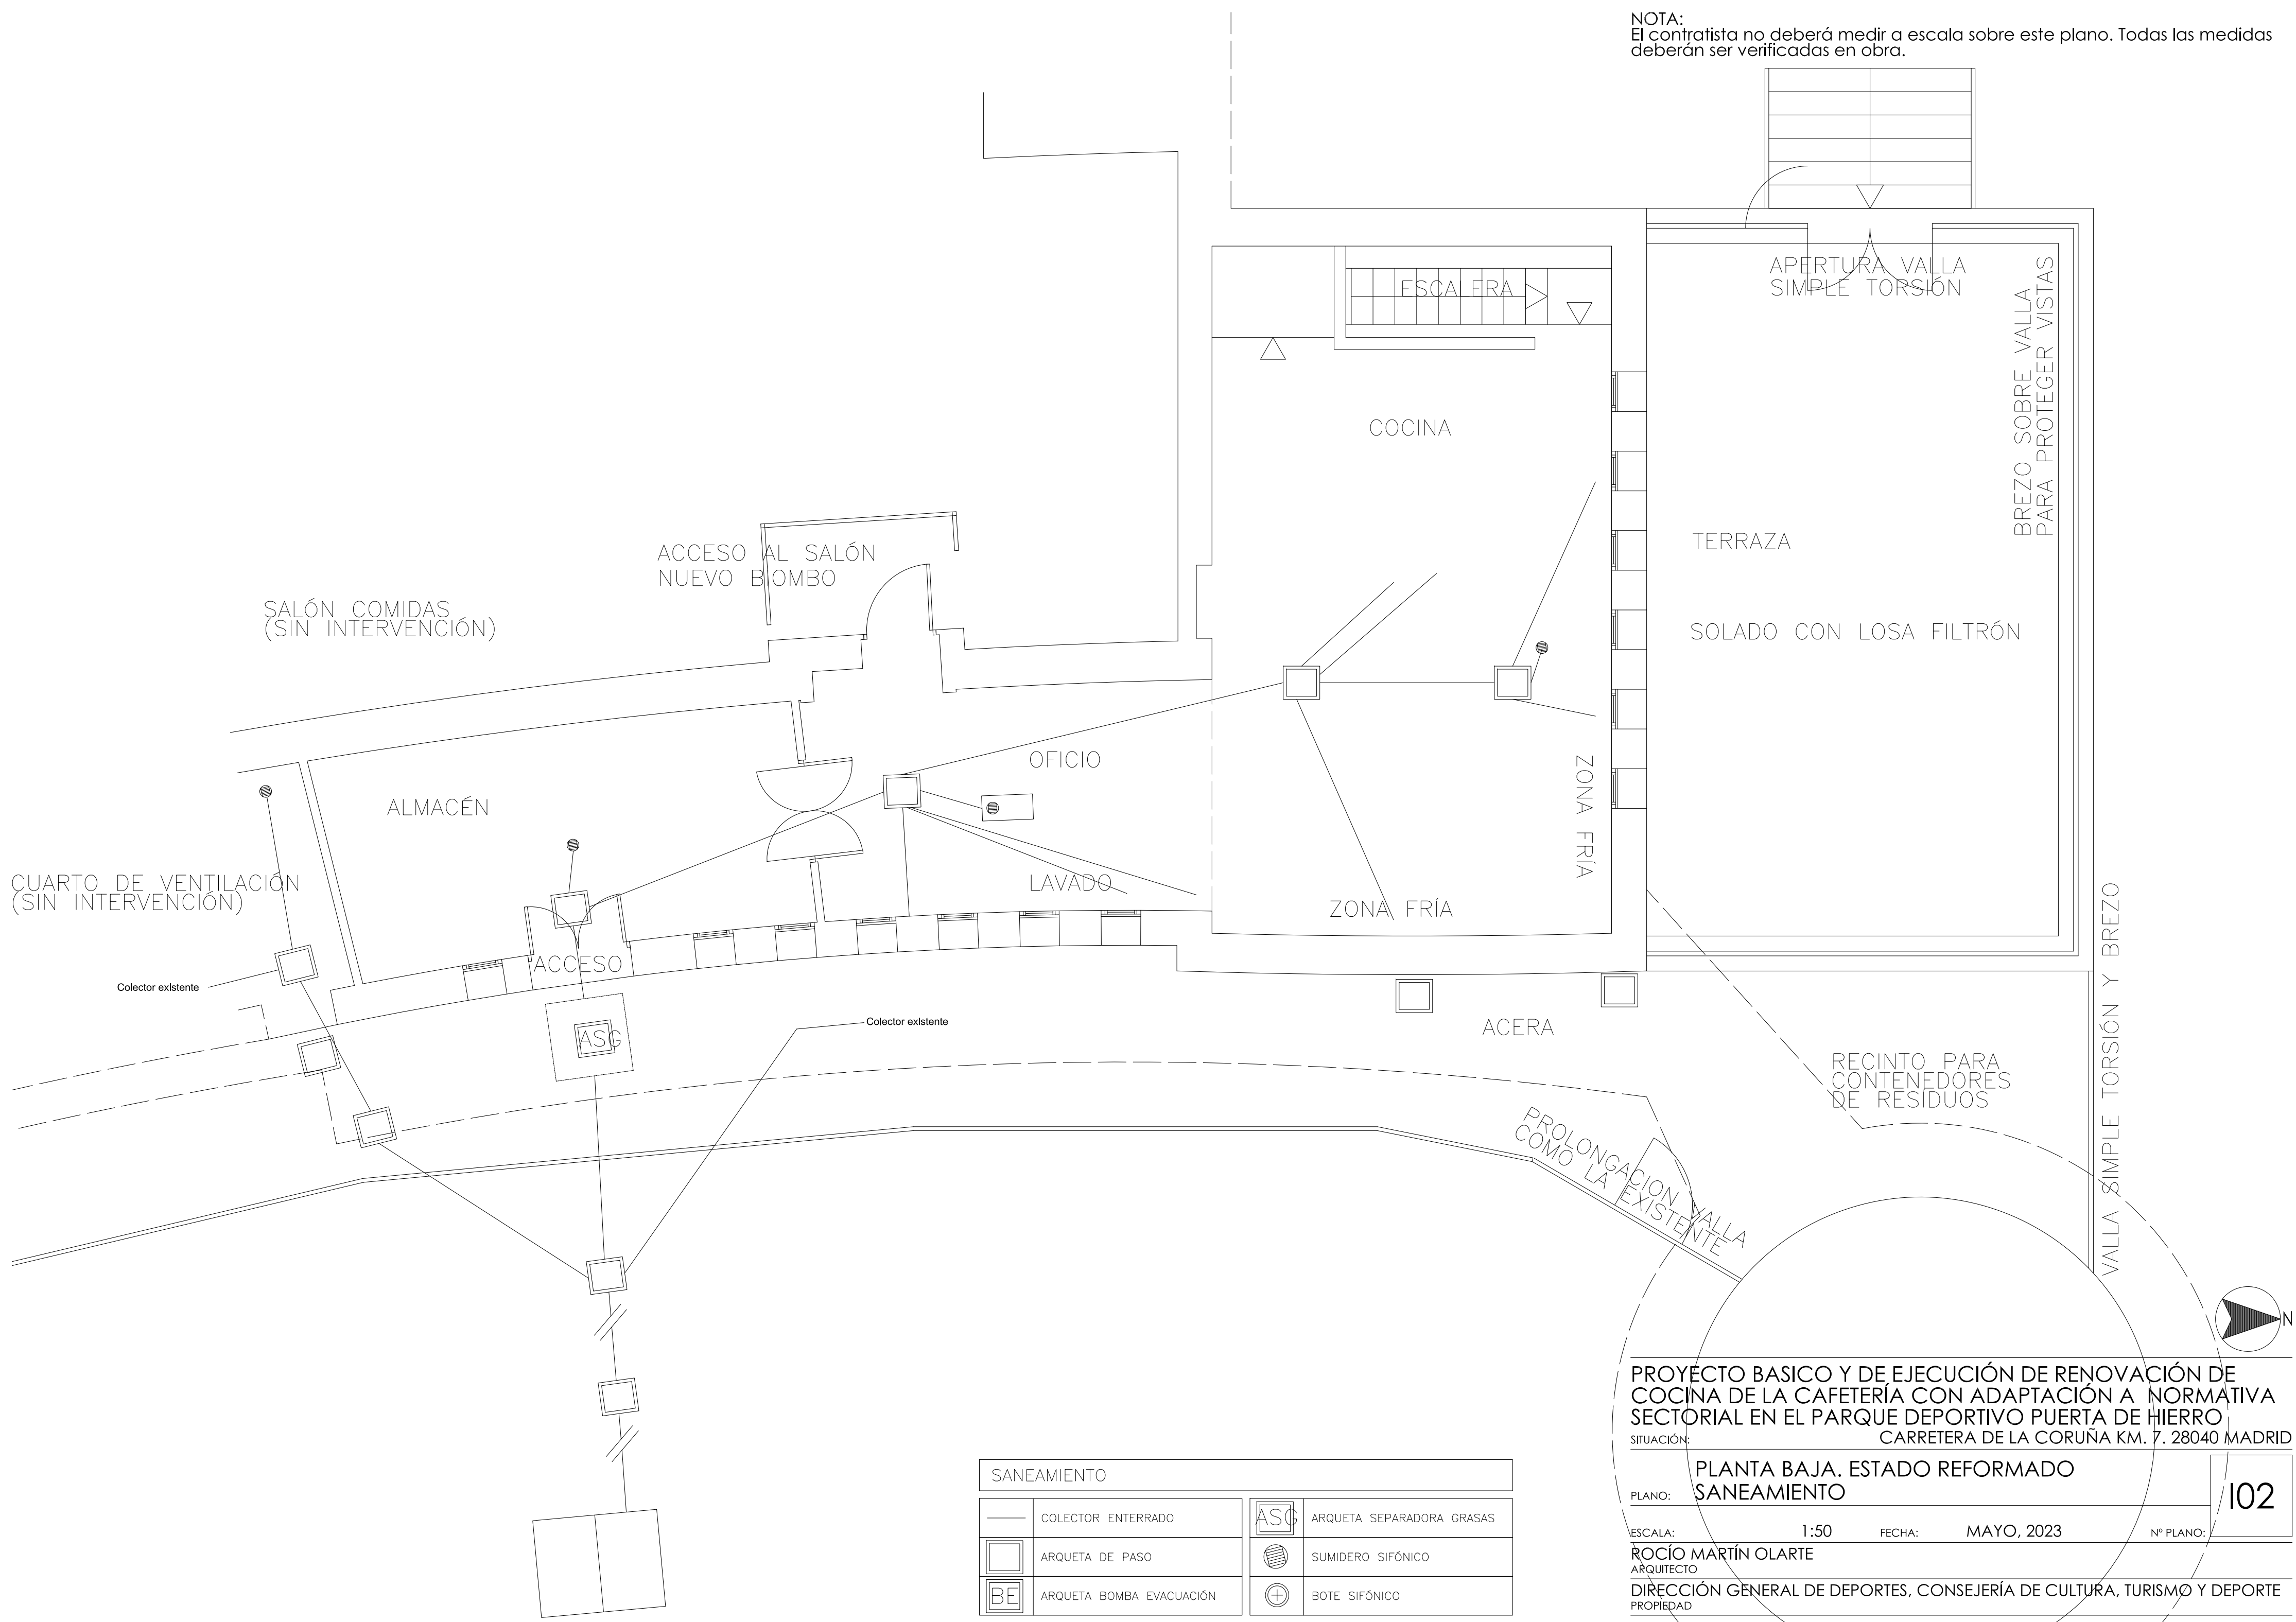 NOTA:
El contratista no deberá medir a escala sobre este plano. Todas las medidas
deberán ser verificadas en obra.
APERTURA VALLA
SIMPLE TORSIÓN
BREZO SOBRE VALLA
PARA PROTEGER VISTAS
ESCALERA
COCINA
TERRAZA
ACCESO AL SALÓN
NUEVO BIOMBO
SALÓN COMIDAS
(SIN INTERVENCIÓN)
SOLADO CON LOSA FILTRÓN
OFICIO
ZONA FRÍA
ALMACÉN
CUARTO DE VENTILACIÓN
(SIN INTERVENCIÓN)
LAVADO
ZONA FRÍA
ACCESO
Colector existente
Colector existente
ASG
ACERA
VALLA SIMPLE TORSIÓN Y BREZO
RECINTO PARA
CONTENEDORES
DE RESIDUOS
PROLONGACION VALLA
COMO LA EXISTENTE
N
PROYECTO BASICO Y DE EJECUCIÓN DE RENOVACIÓN DE
COCINA DE LA CAFETERÍA CON ADAPTACIÓN A NORMATIVA
SECTORIAL EN EL PARQUE DEPORTIVO PUERTA DE HIERRO
SITUACIÓN: CARRETERA DE LA CORUÑA KM. 7. 28040 MADRID
PLANTA BAJA. ESTADO REFORMADO
PLANO: SANEAMIENTO
I02
ESCALA: 1:50 FECHA: MAYO, 2023 Nº PLANO:
ROCÍO MARTÍN OLARTE
ARQUITECTO
DIRECCIÓN GENERAL DE DEPORTES, CONSEJERÍA DE CULTURA, TURISMO Y DEPORTE
PROPIEDAD
SANEAMIENTO
COLECTOR ENTERRADO
ASG ARQUETA SEPARADORA GRASAS
ARQUETA DE PASO
SUMIDERO SIFÓNICO
BE ARQUETA BOMBA EVACUACIÓN
BOTE SIFÓNICO